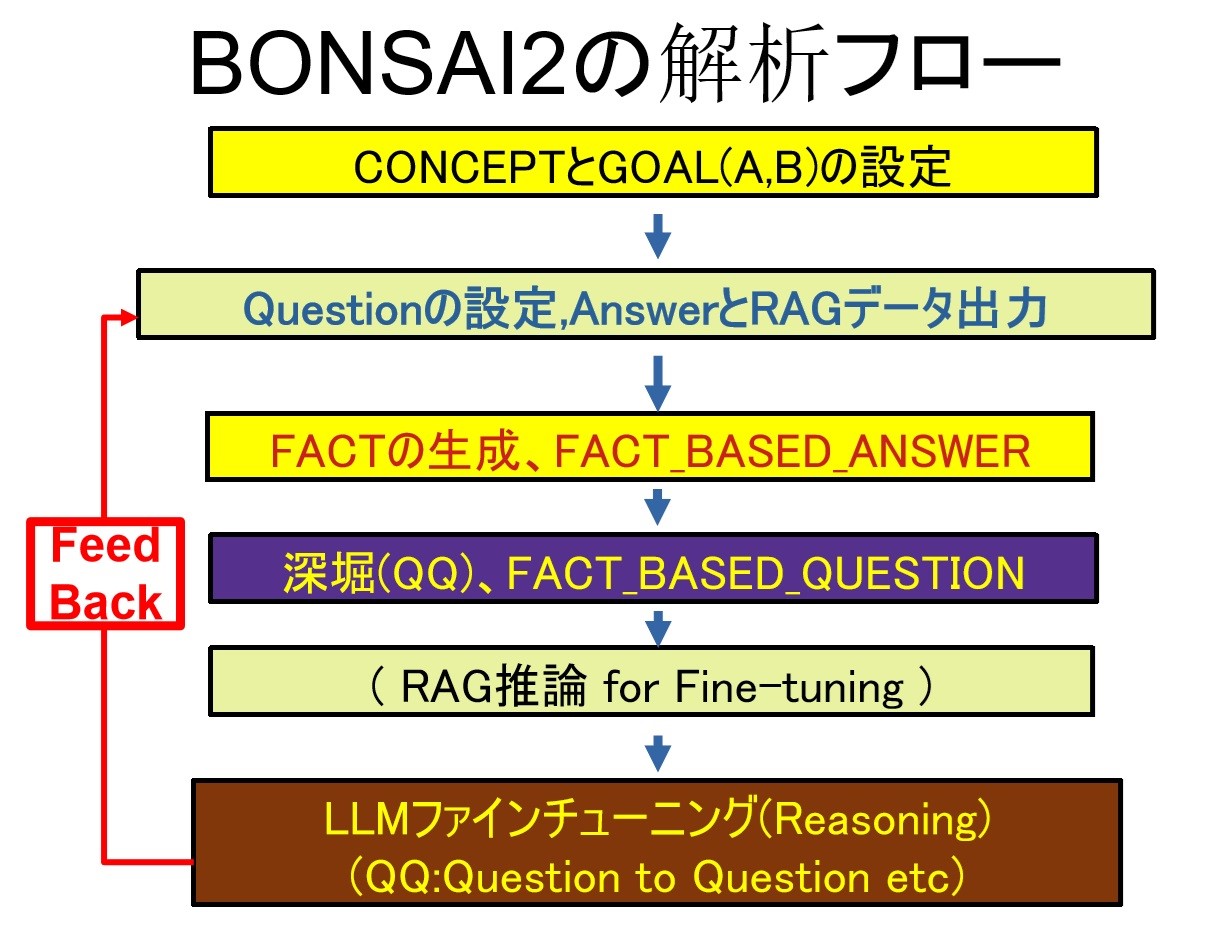 BONSAI2の解析フロー
CONCEPTとGOAL(A,B)の設定
Questionの設定,AnswerとRAGデータ出力
FACTの生成、FACT_BASED_ANSWER
Feed
Back
深堀(QQ)、FACT_BASED_QUESTION
( RAG推論 for Fine-tuning )
LLMファインチューニング(Reasoning)
(QQ:Question to Question etc)